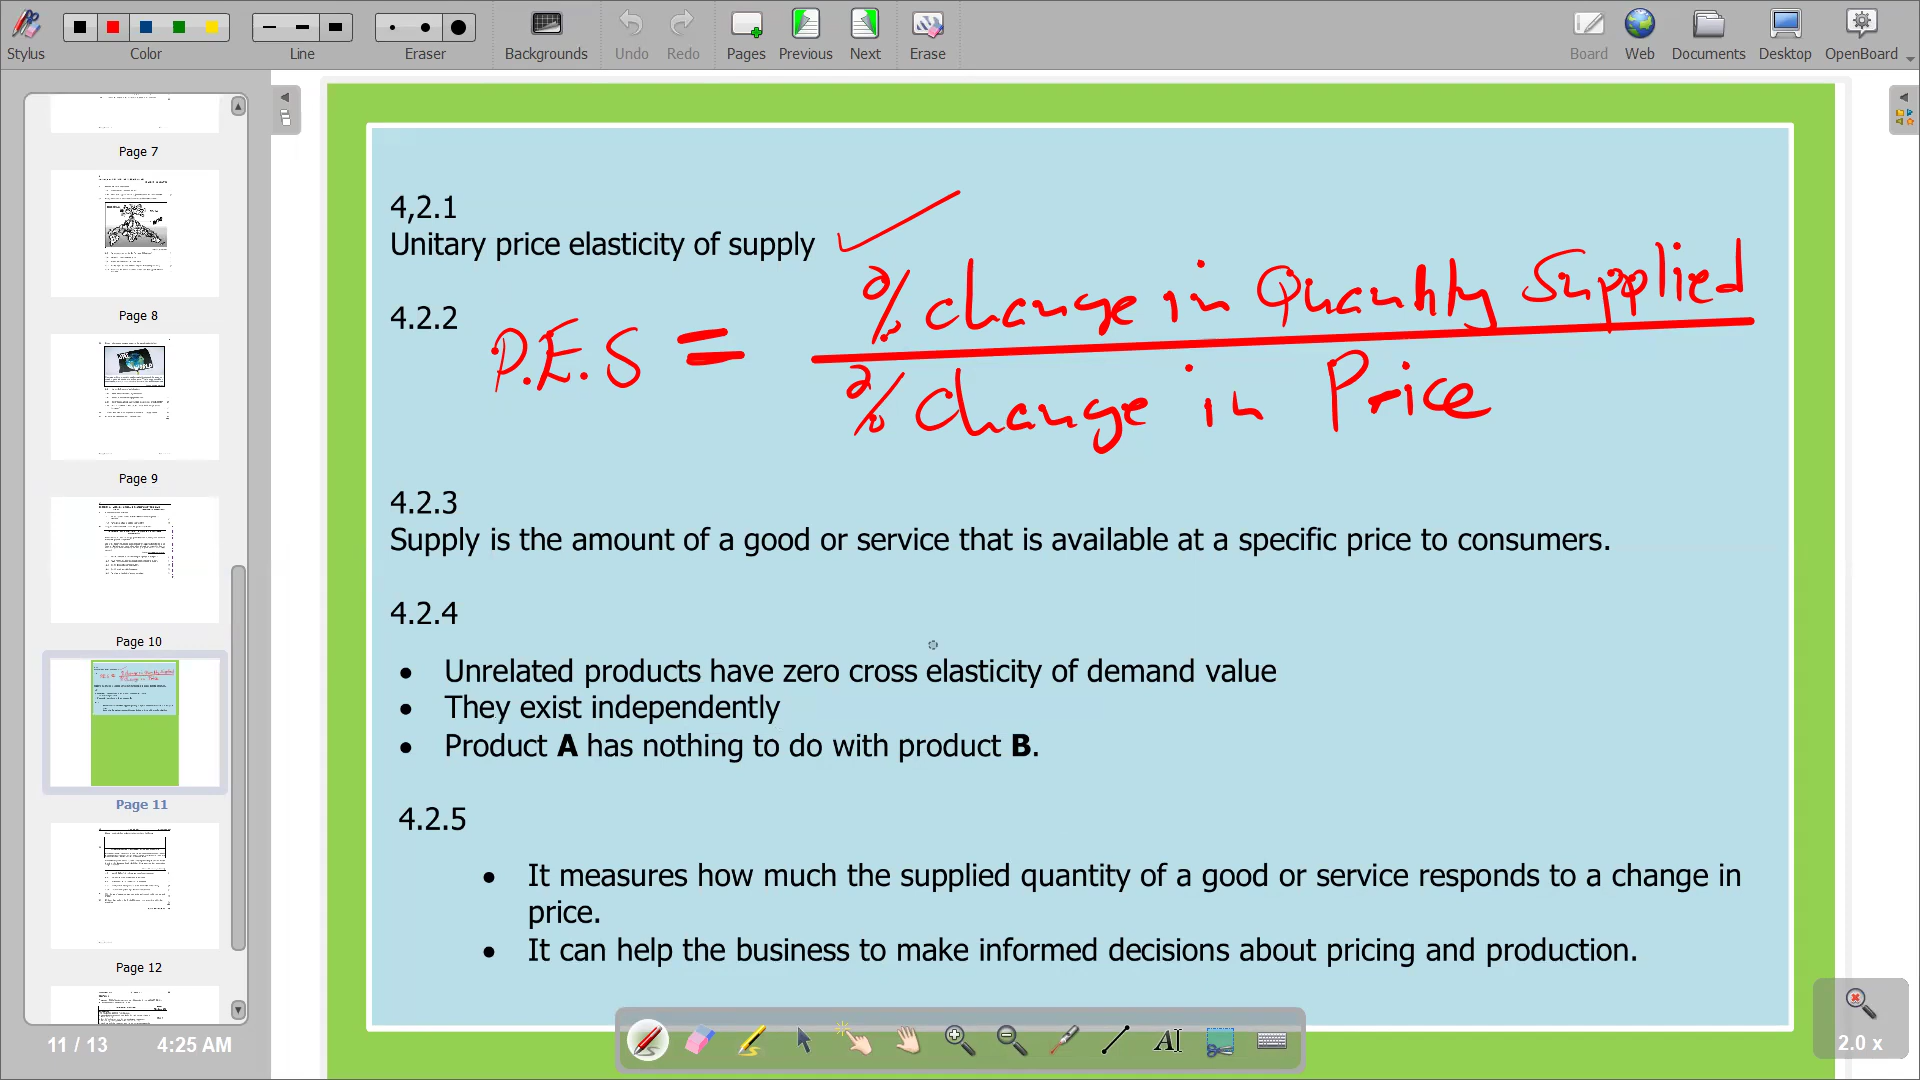 Stylus
Color
Line
Eraser
Backgrounds
Undo
Redo
Pages
Previous
Next
Erase
Board
Web
Documents
Desktop
OpenBoard
Page 7
Page 8
Page 9
Page 10
Page 11
Page 12
11 / 13 4:25 AM
4,2.1
Unitary price elasticity of supply
4.2.2
% change in Quantity Supplied
P.E.S =
% change in Price
4.2.3
Supply is the amount of a good or service that is available at a specific price to consumers.
4.2.4
• Unrelated products have zero cross elasticity of demand value
• They exist independently
• Product A has nothing to do with product B.
4.2.5
• It measures how much the supplied quantity of a good or service responds to a change in
price.
• It can help the business to make informed decisions about pricing and production.
2.0 x